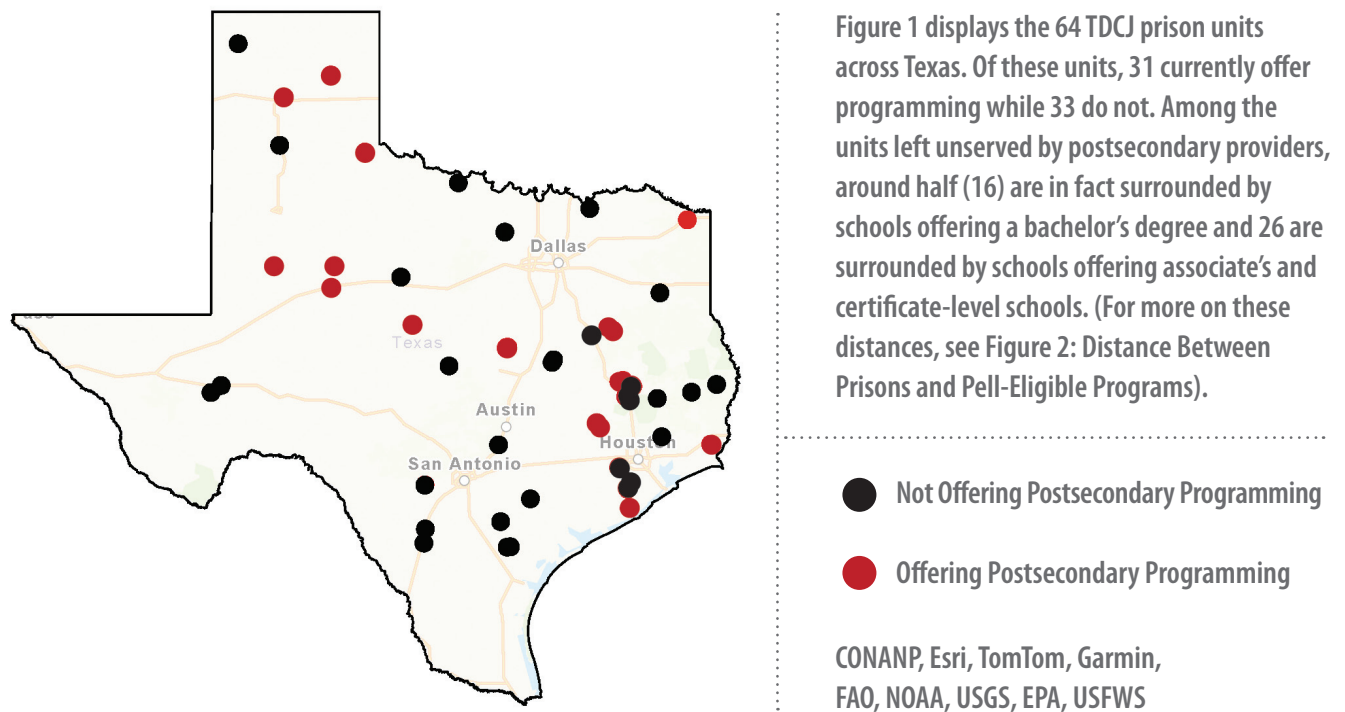 Dallas
Texas
Austin
Houston
San Antonio
Figure 1 displays the 64 TDCJ prison units
across Texas. Of these units, 31 currently offer
programming while 33 do not. Among the
units left unserved by postsecondary providers,
around half (16) are in fact surrounded by
schools offering a bachelor's degree and 26 are
surrounded by schools offering associate's and
certificate-level schools. (For more on these
distances, see Figure 2: Distance Between
Prisons and Pell-Eligible Programs).
Not Offering Postsecondary Programming
Offering Postsecondary Programming
CONANP, Esri, TomTom, Garmin,
FAO, NOAA, USGS, EPA, USFWS